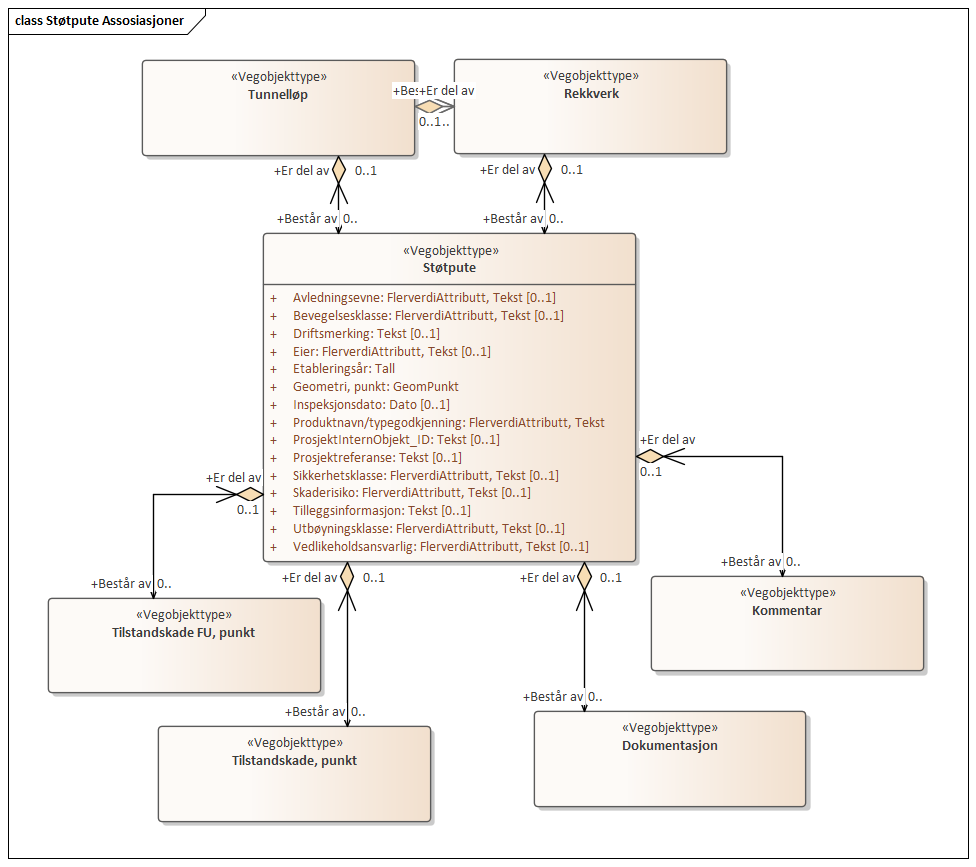 class Støtpute Assosiasjoner
«Vegobjekttype»
Tunnelløp
«Vegobjekttype»
Rekkverk
+Er del av
0..1..
+Er del av 0..1
+Er del av 0..1
+Består av 0..
+Består av 0..
«Vegobjekttype»
Støtpute
+ Avledningsevne: FlerverdiAttributt, Tekst [0..1]
+ Bevegelsesklasse: FlerverdiAttributt, Tekst [0..1]
+ Driftsmerking: Tekst [0..1]
+ Eier: FlerverdiAttributt, Tekst [0..1]
+ Etableringsår: Tall
+ Geometri, punkt: GeomPunkt
+ Inspeksjonsdato: Dato [0..1]
+ Produktnavn/typegodkjenning: FlerverdiAttributt, Tekst
+ ProsjektInternObjekt_ID: Tekst [0..1]
+ Prosjektreferanse: Tekst [0..1]
+ Sikkerhetsklasse: FlerverdiAttributt, Tekst [0..1]
+ Skaderisiko: FlerverdiAttributt, Tekst [0..1]
+ Tilleggsinformasjon: Tekst [0..1]
+ Utbøyningsklasse: FlerverdiAttributt, Tekst [0..1]
+ Vedlikeholdsansvarlig: FlerverdiAttributt, Tekst [0..1]
+Er del av
0..1
+Er del av
0..1
+Består av 0..
«Vegobjekttype»
Kommentar
+Er del av 0..1
+Er del av 0..1
+Består av 0..
«Vegobjekttype»
Tilstandskade FU, punkt
+Består av 0..
«Vegobjekttype»
Tilstandskade, punkt
+Består av 0..
«Vegobjekttype»
Dokumentasjon